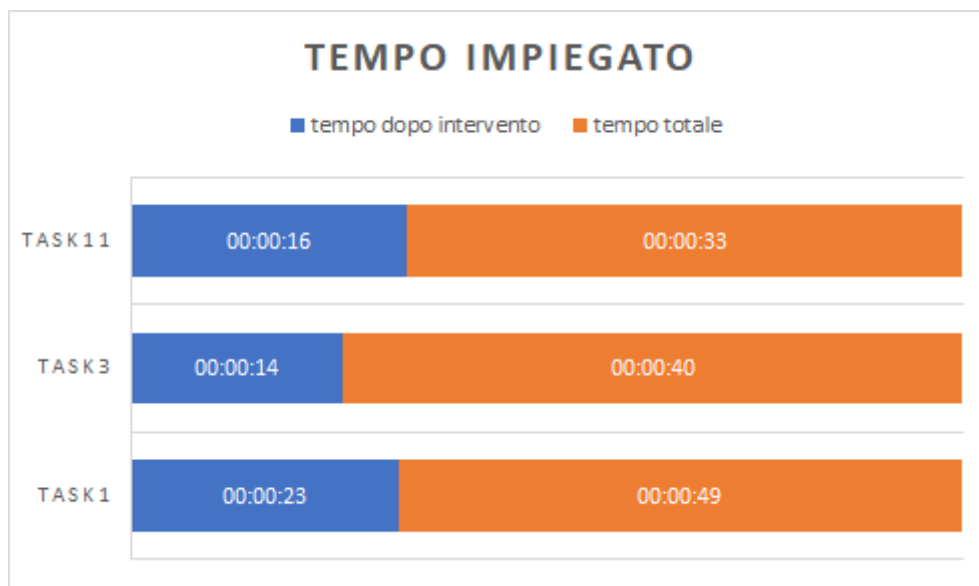 TEMPO IMPIEGATO
tempo dopo intervento tempo totale
TASK11 00:00:16 00:00:33
TASK3 00:00:14 00:00:40
TASK1 00:00:23 00:00:49